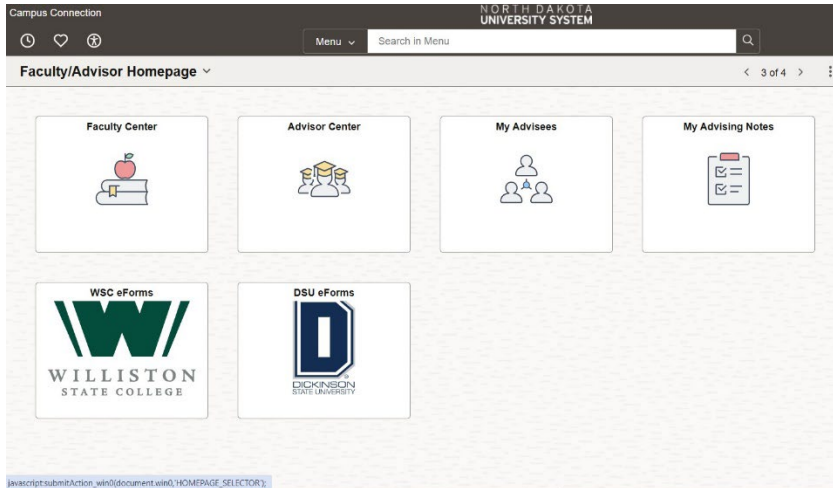 Campus Connection
NORTH DAKOTA
UNIVERSITY SYSTEM
Menu
Search in Menu
Faculty/Advisor Homepage
3 of 4
Faculty Center
Advisor Center
My Advisees
My Advising Notes
WSC eForms
WILLISTON
STATE COLLEGE
DSU eForms
D
DICKINSON
STATE UNIVERSITY
javascript:submitAction_win0(document.win0,'HOMEPAGE_SELECTOR');